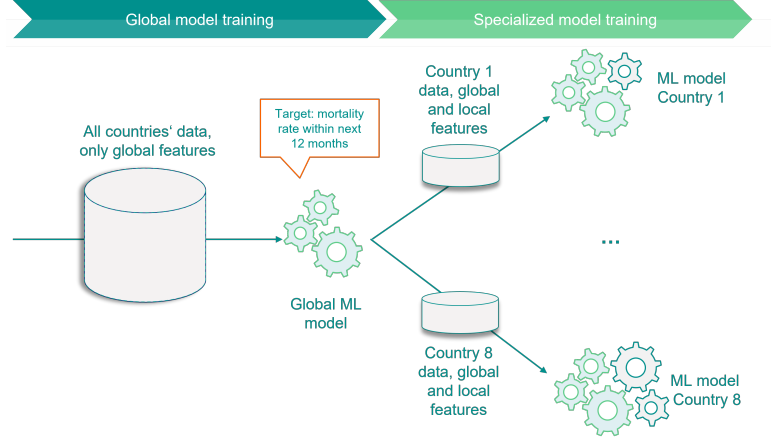 Global model training
Specialized model training
All countries‘ data,
only global features
Target: mortality
rate within next
12 months
Global ML
model
Country 1
data, global
and local
features
ML model
Country 1
...
Country 8
data, global
and local
features
ML model
Country 8